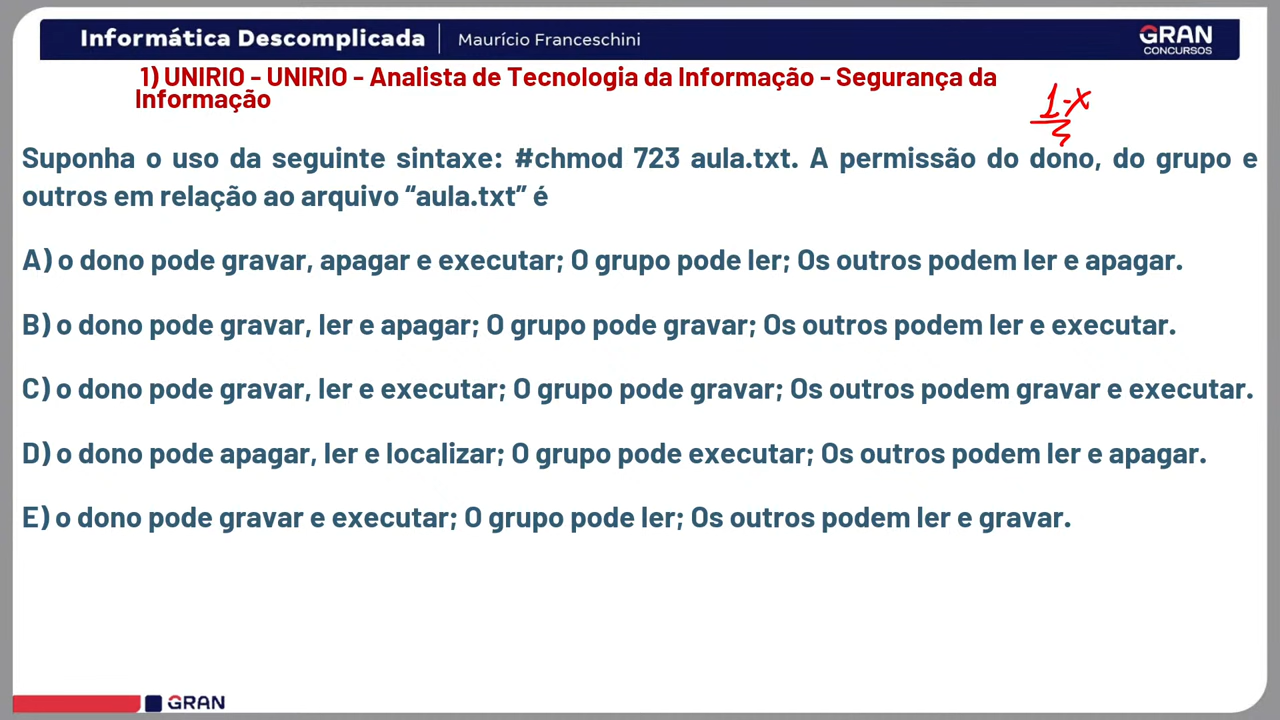 Informática Descomplicada | Maurício Franceschini
GRAN
CONCURSOS
1) UNIRIO - UNIRIO - Analista de Tecnologia da Informação - Segurança da
Informação
1-x
Suponha o uso da seguinte sintaxe: #chmod 723 aula.txt. A permissão do dono, do grupo e
outros em relação ao arquivo “aula.txt” é
A) o dono pode gravar, apagar e executar; O grupo pode ler; Os outros podem ler e apagar.
B) o dono pode gravar, ler e apagar; O grupo pode gravar; Os outros podem ler e executar.
C) o dono pode gravar, ler e executar; O grupo pode gravar; Os outros podem gravar e executar.
D) o dono pode apagar, ler e localizar; O grupo pode executar; Os outros podem ler e apagar.
E) o dono pode gravar e executar; O grupo pode ler; Os outros podem ler e gravar.
GRAN